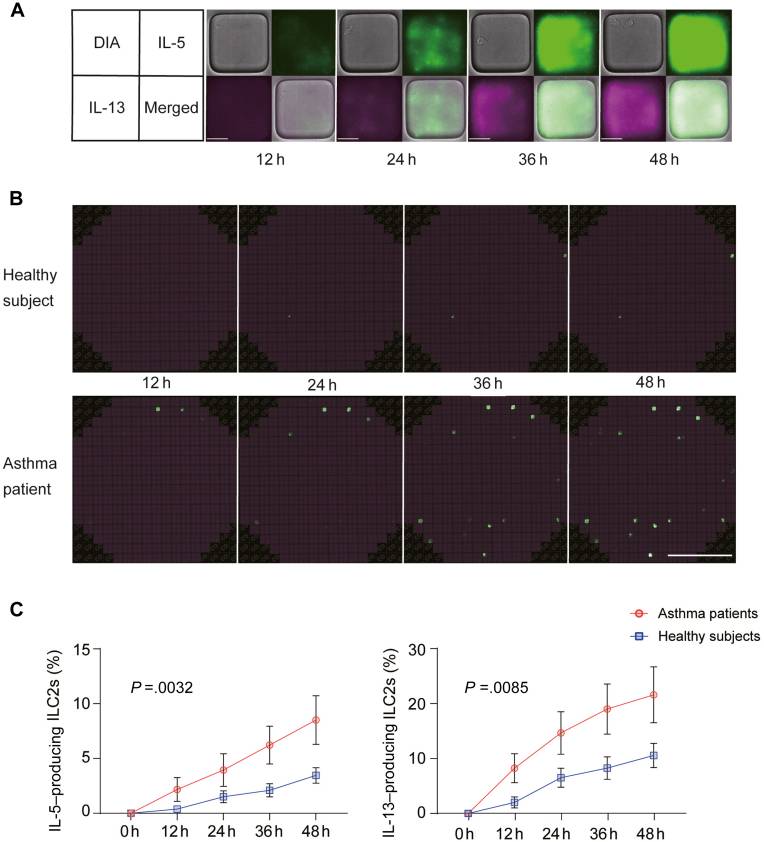 A
DIA IL-5
IL-13 Merged
12 h 24 h 36 h 48 h
B
Healthy
subject
12 h 24 h 36 h 48 h
Asthma
patient
C
Asthma patients
Healthy subjects
IL-5–producing ILC2s (%)
15
10
5
0
P =.0032
0 h 12 h 24 h 36 h 48 h
IL-13–producing ILC2s (%)
30
20
10
0
P =.0085
0 h 12 h 24 h 36 h 48 h